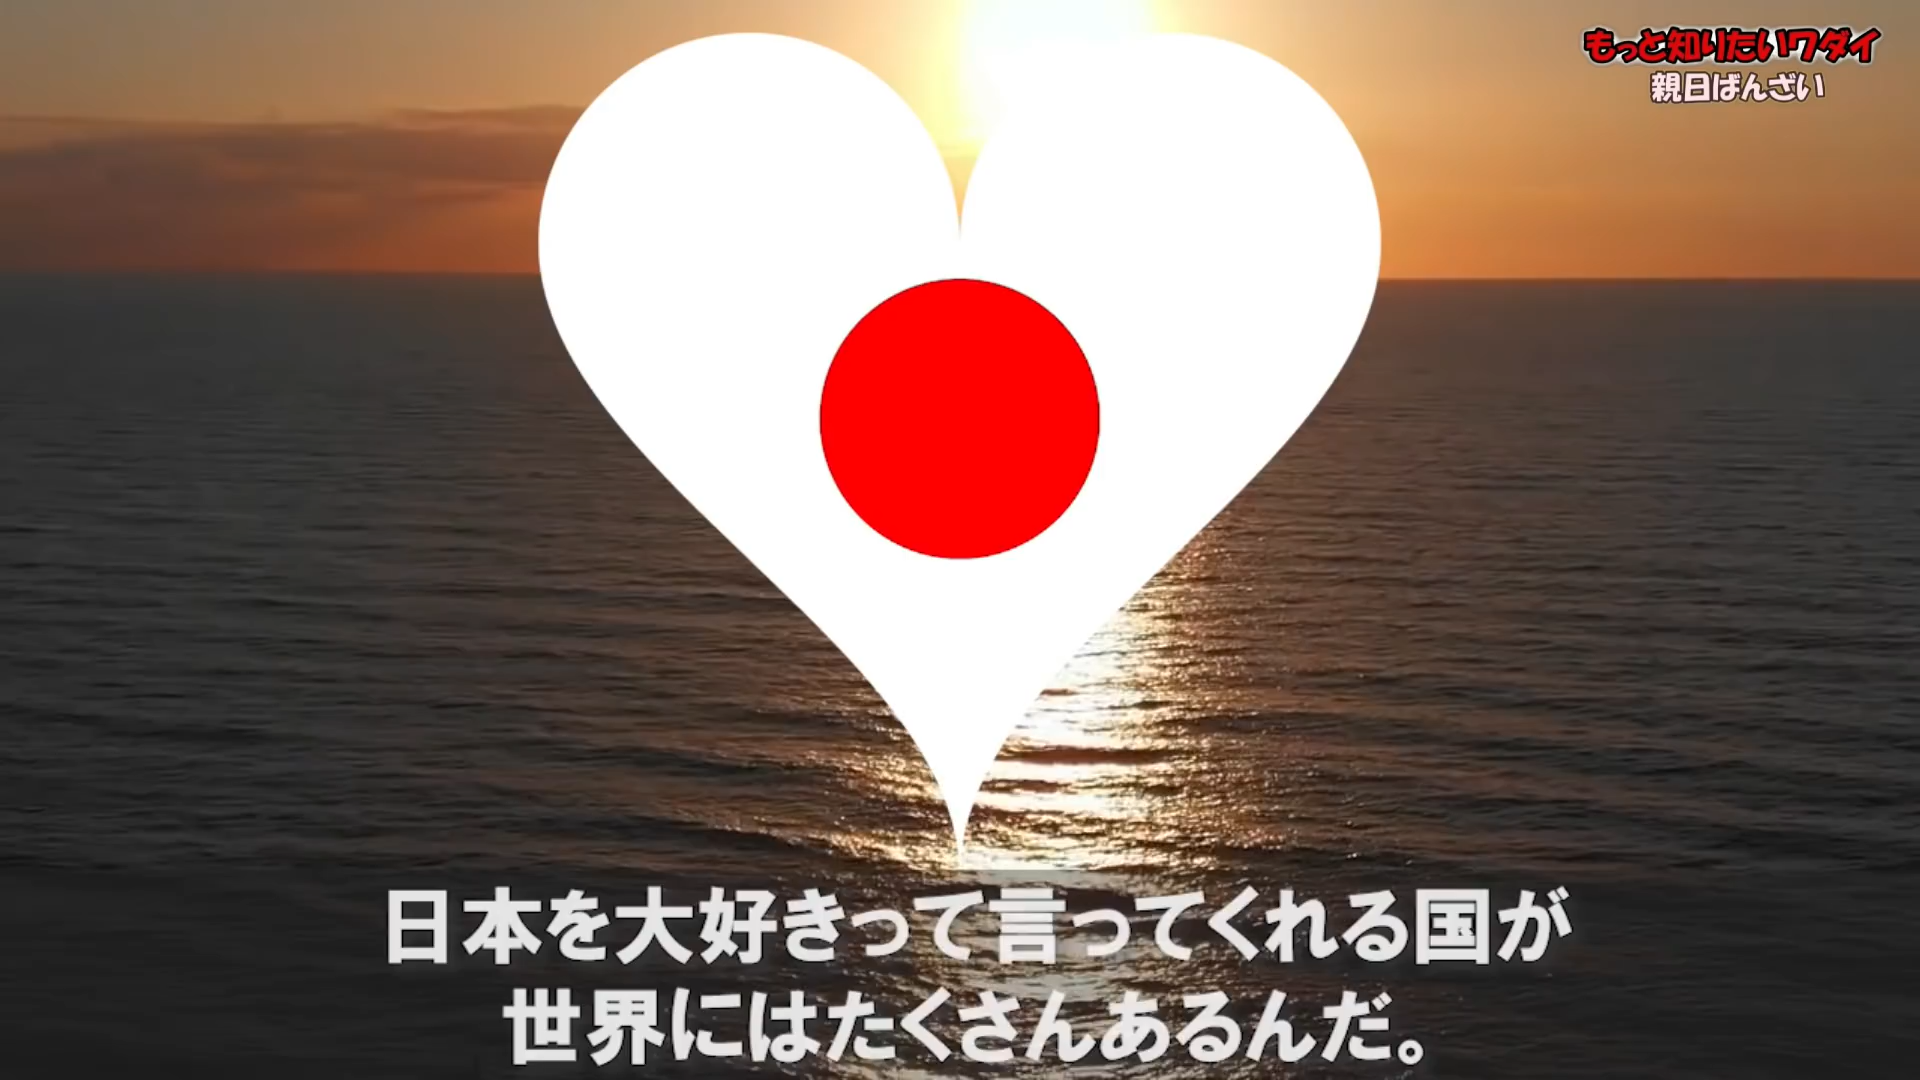 もっと知りたいワダイ
親日ばんざい
日本を大好きって言ってくれる国が
世界にはたくさんあるんだ。